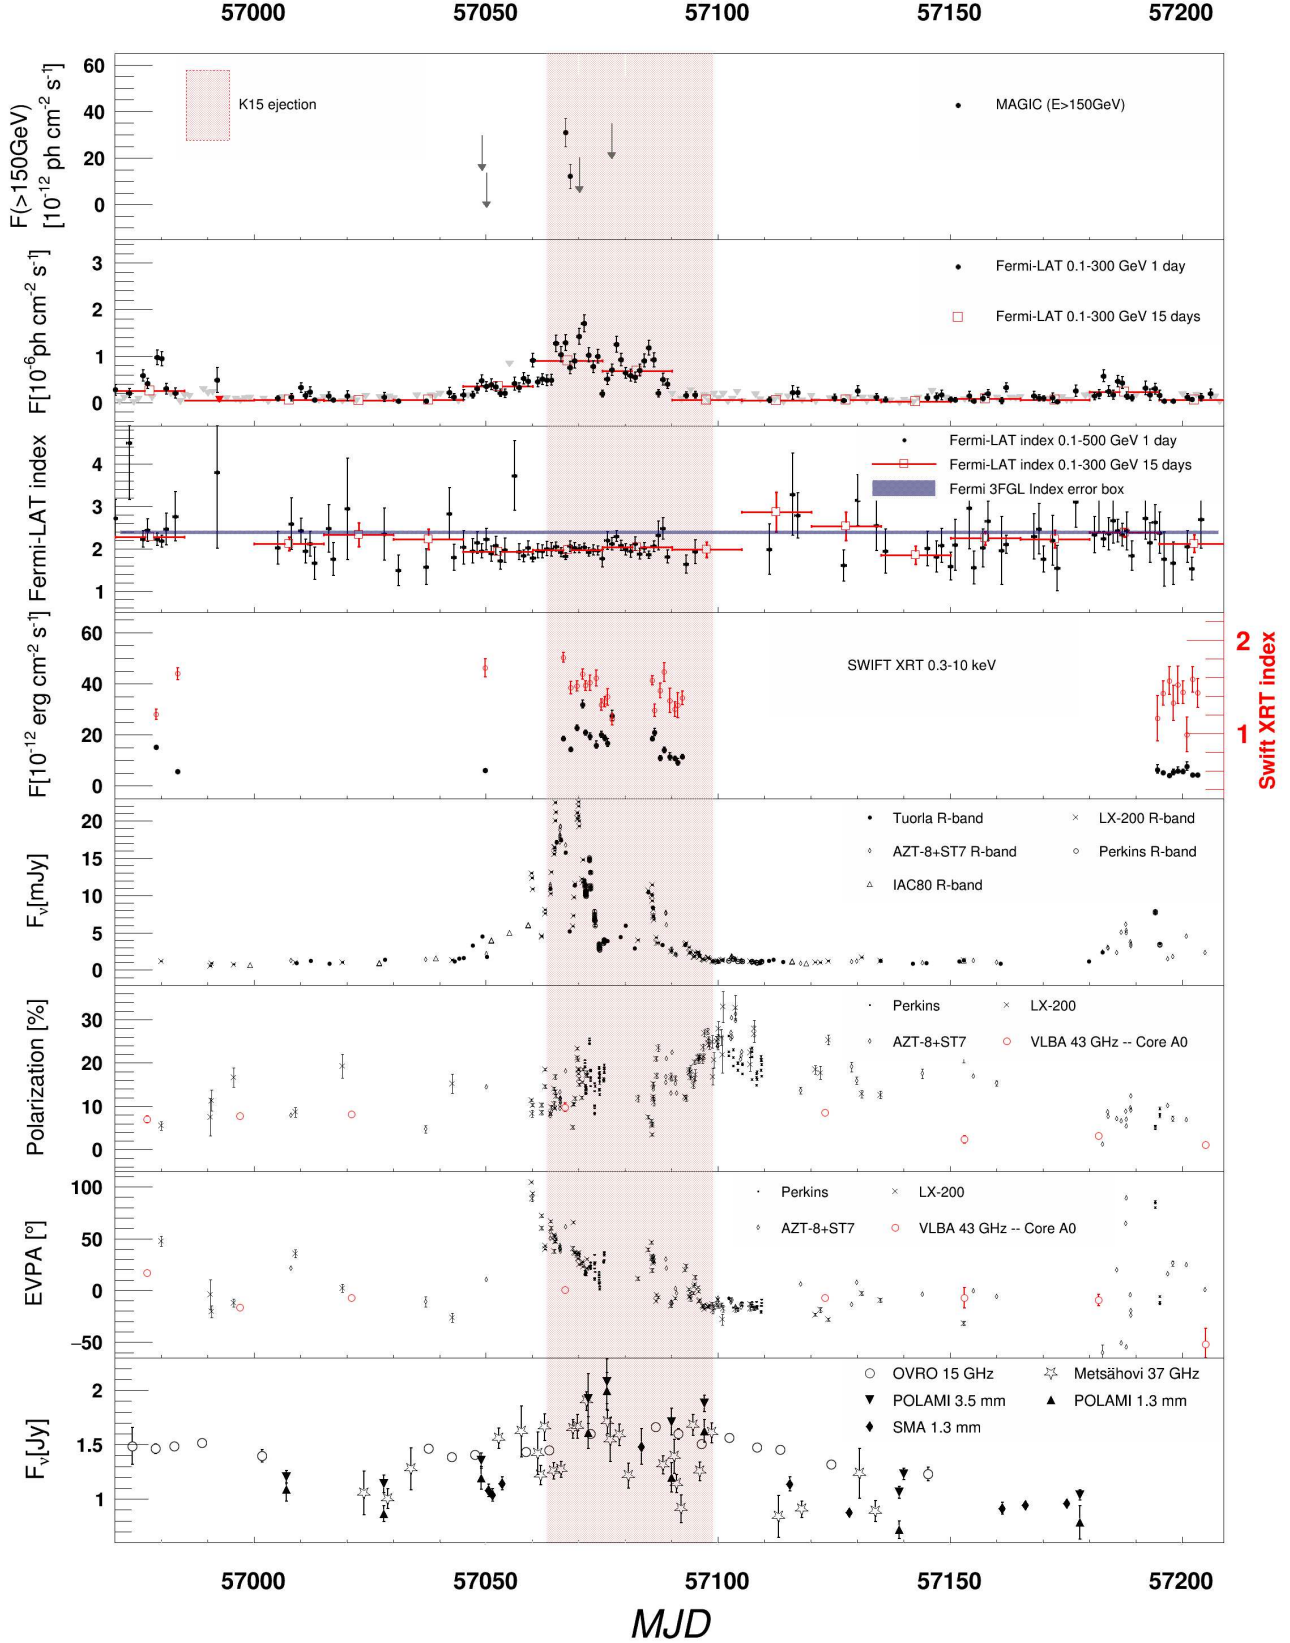 57000 57050 57100 57150 57200
F(>150GeV)
[10⁻¹² ph cm⁻² s⁻¹]
60
40
20
0
K15 ejection
MAGIC (E>150GeV)
F[10⁻⁶ph cm⁻² s⁻¹]
3
2
1
0
Fermi-LAT 0.1-300 GeV 1 day
Fermi-LAT 0.1-300 GeV 15 days
Fermi-LAT index
4
3
2
1
Fermi-LAT index 0.1-500 GeV 1 day
Fermi-LAT index 0.1-300 GeV 15 days
Fermi 3FGL Index error box
F[10⁻¹² erg cm⁻² s⁻¹]
60
40
20
0
SWIFT XRT 0.3-10 keV
2
1
Swift XRT index
Fᵥ[mJy]
20
15
10
5
0
Tuorla R-band
LX-200 R-band
AZT-8+ST7 R-band
Perkins R-band
IAC80 R-band
Polarization [%]
30
20
10
0
Perkins
LX-200
AZT-8+ST7
VLBA 43 GHz -- Core A0
EVPA [°]
100
50
0
−50
Perkins
LX-200
AZT-8+ST7
VLBA 43 GHz -- Core A0
Fᵥ[Jy]
2
1.5
1
OVRO 15 GHz
Metsähovi 37 GHz
POLAMI 3.5 mm
POLAMI 1.3 mm
SMA 1.3 mm
57000 57050 57100 57150 57200
MJD